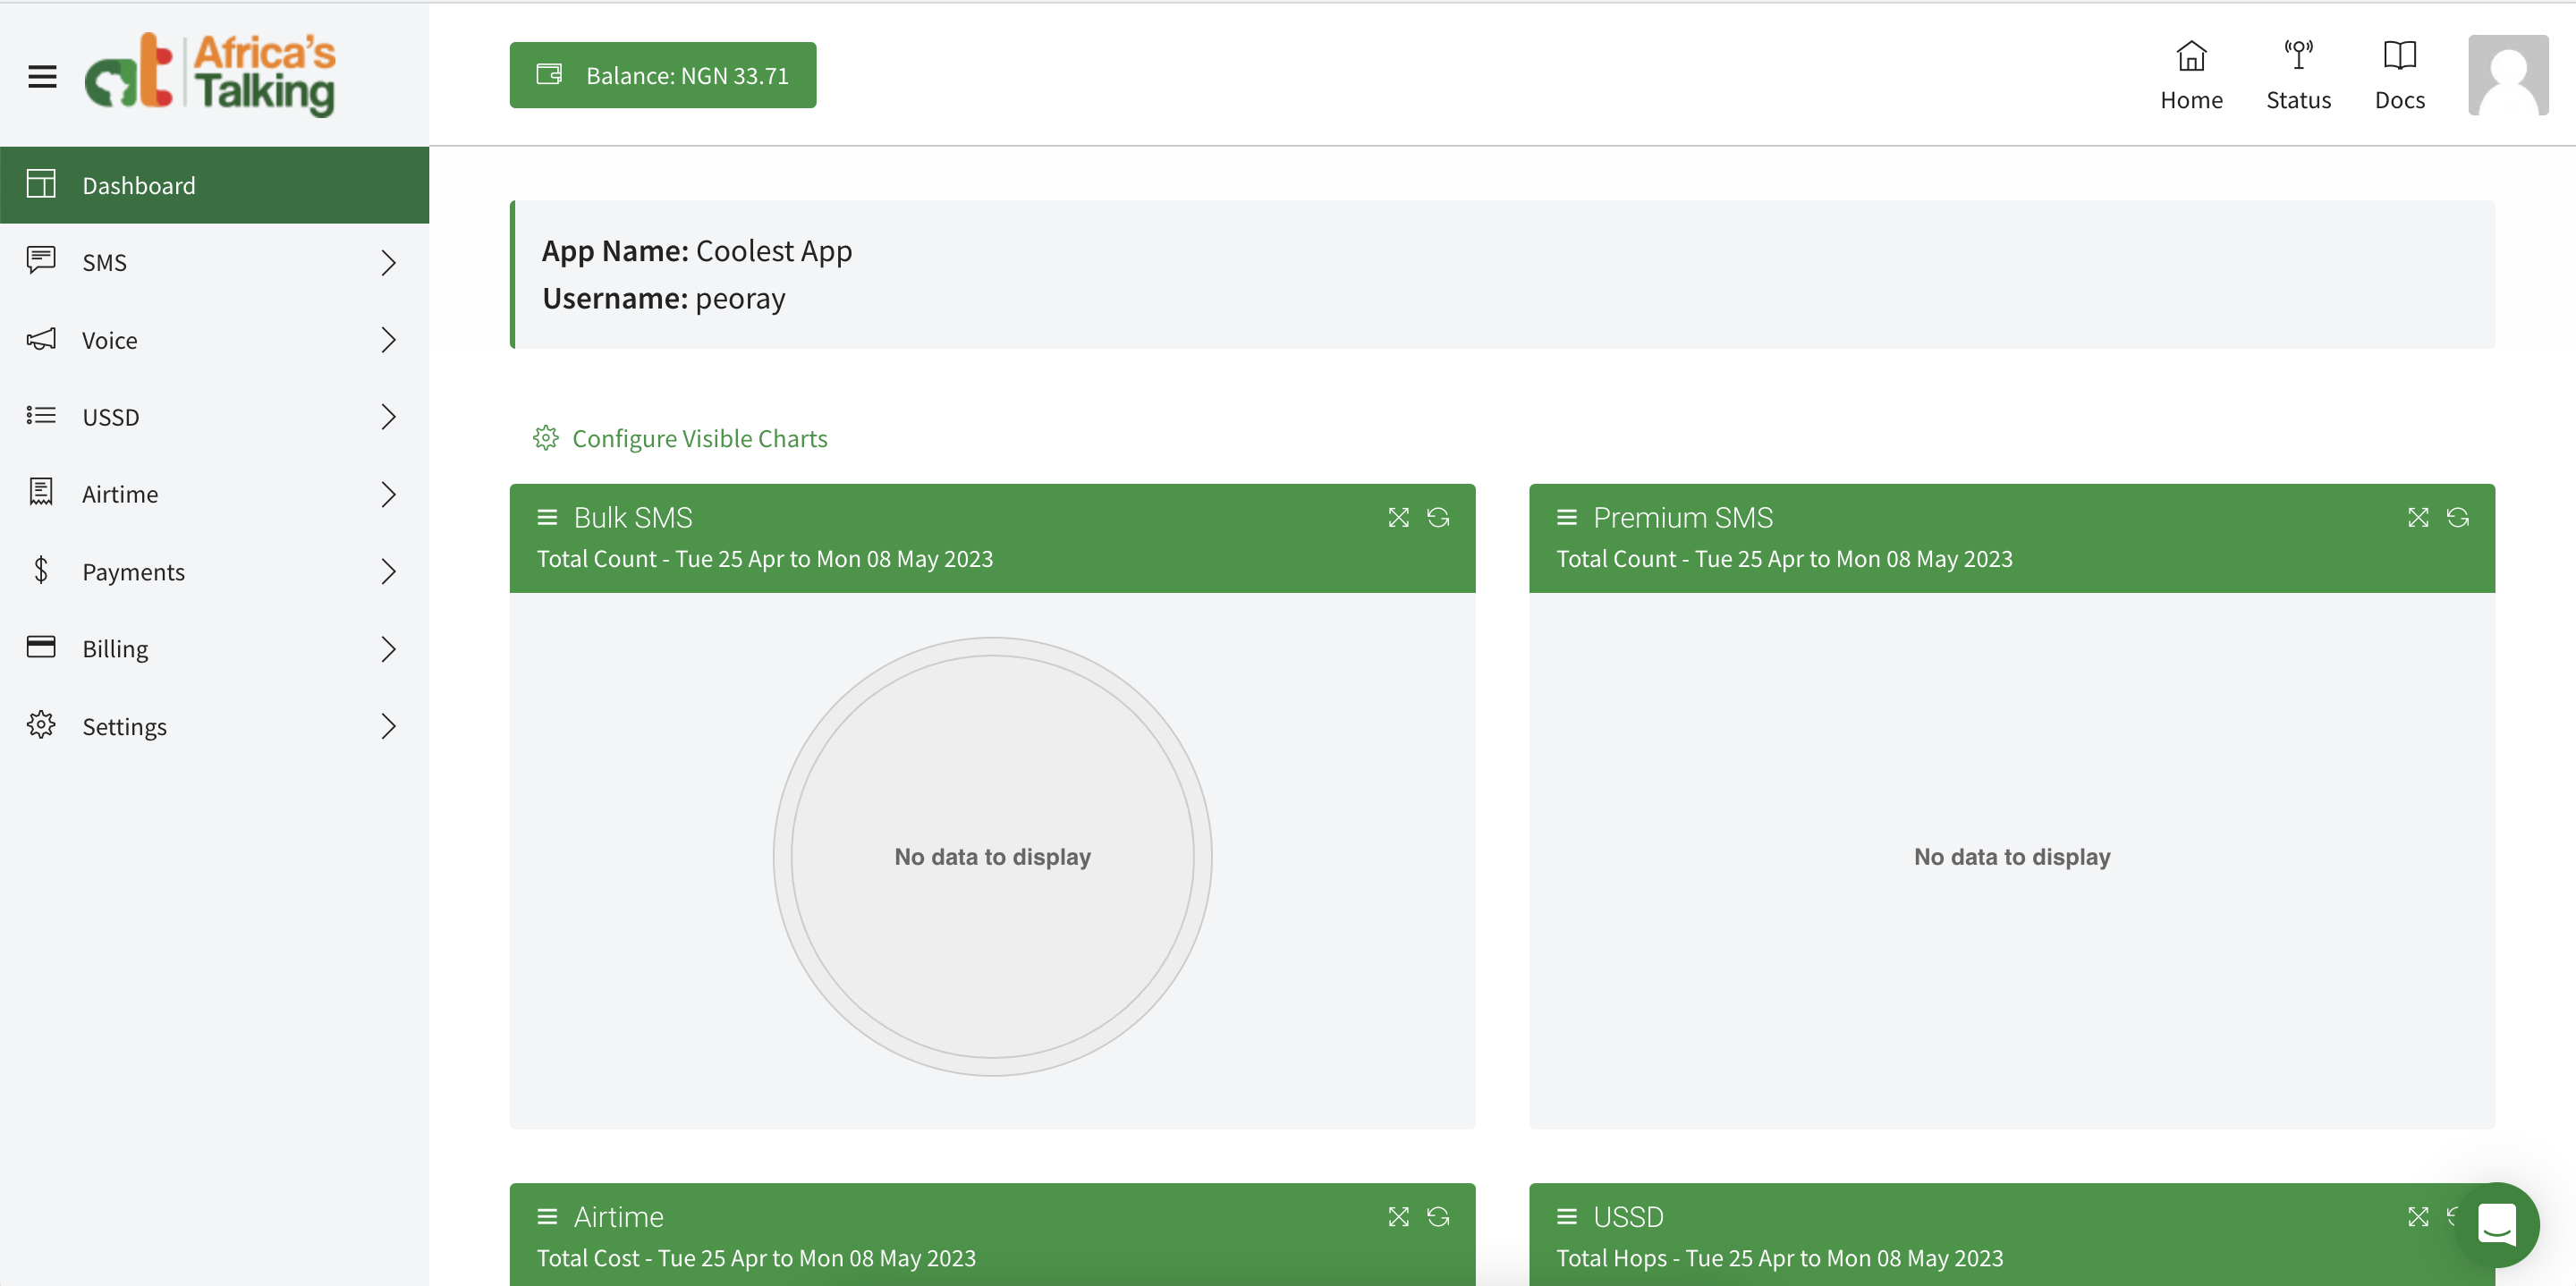 Africa's
Talking
Balance: NGN 33.71
Home
Status
Docs
Dashboard
SMS
Voice
USSD
Airtime
Payments
Billing
Settings
App Name: Coolest App
Username: peoray
Configure Visible Charts
Bulk SMS
Total Count - Tue 25 Apr to Mon 08 May 2023
No data to display
Premium SMS
Total Count - Tue 25 Apr to Mon 08 May 2023
No data to display
Airtime
Total Cost - Tue 25 Apr to Mon 08 May 2023
USSD
Total Hops - Tue 25 Apr to Mon 08 May 2023